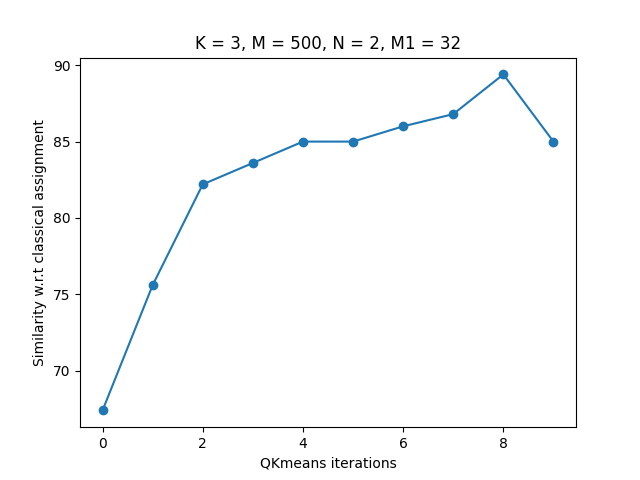 K = 3, M = 500, N = 2, M1 = 32
90
85
80
75
70
Similarity w.r.t classical assignment
0 2 4 6 8
QKmeans iterations